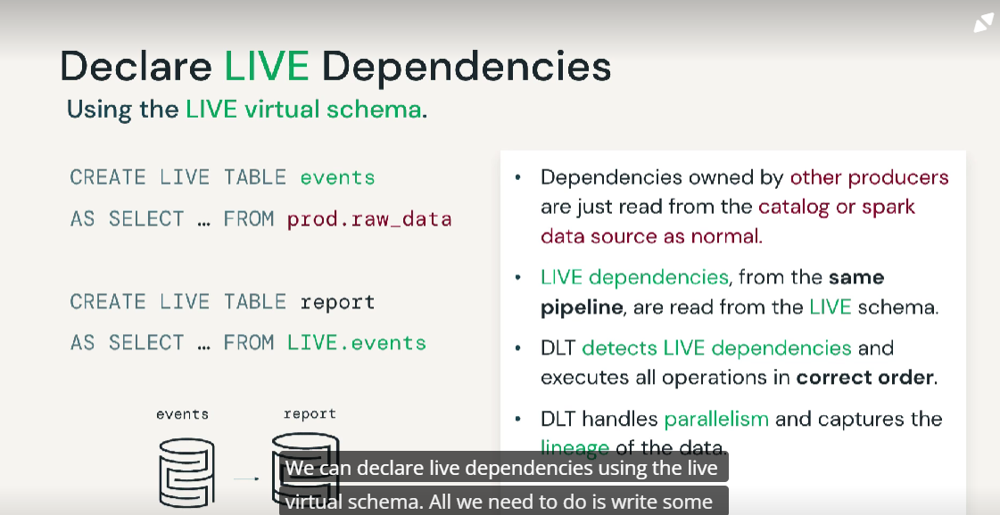 Declare LIVE Dependencies
Using the LIVE virtual schema.
CREATE LIVE TABLE events
AS SELECT … FROM prod.raw_data
CREATE LIVE TABLE report
AS SELECT … FROM LIVE.events
events
report
• Dependencies owned by other producers
are just read from the catalog or spark
data source as normal.
• LIVE dependencies, from the same
pipeline, are read from the LIVE schema.
• DLT detects LIVE dependencies and
executes all operations in correct order.
• DLT handles parallelism and captures the
lineage of the data.
We can declare live dependencies using the live
virtual schema. All we need to do is write some